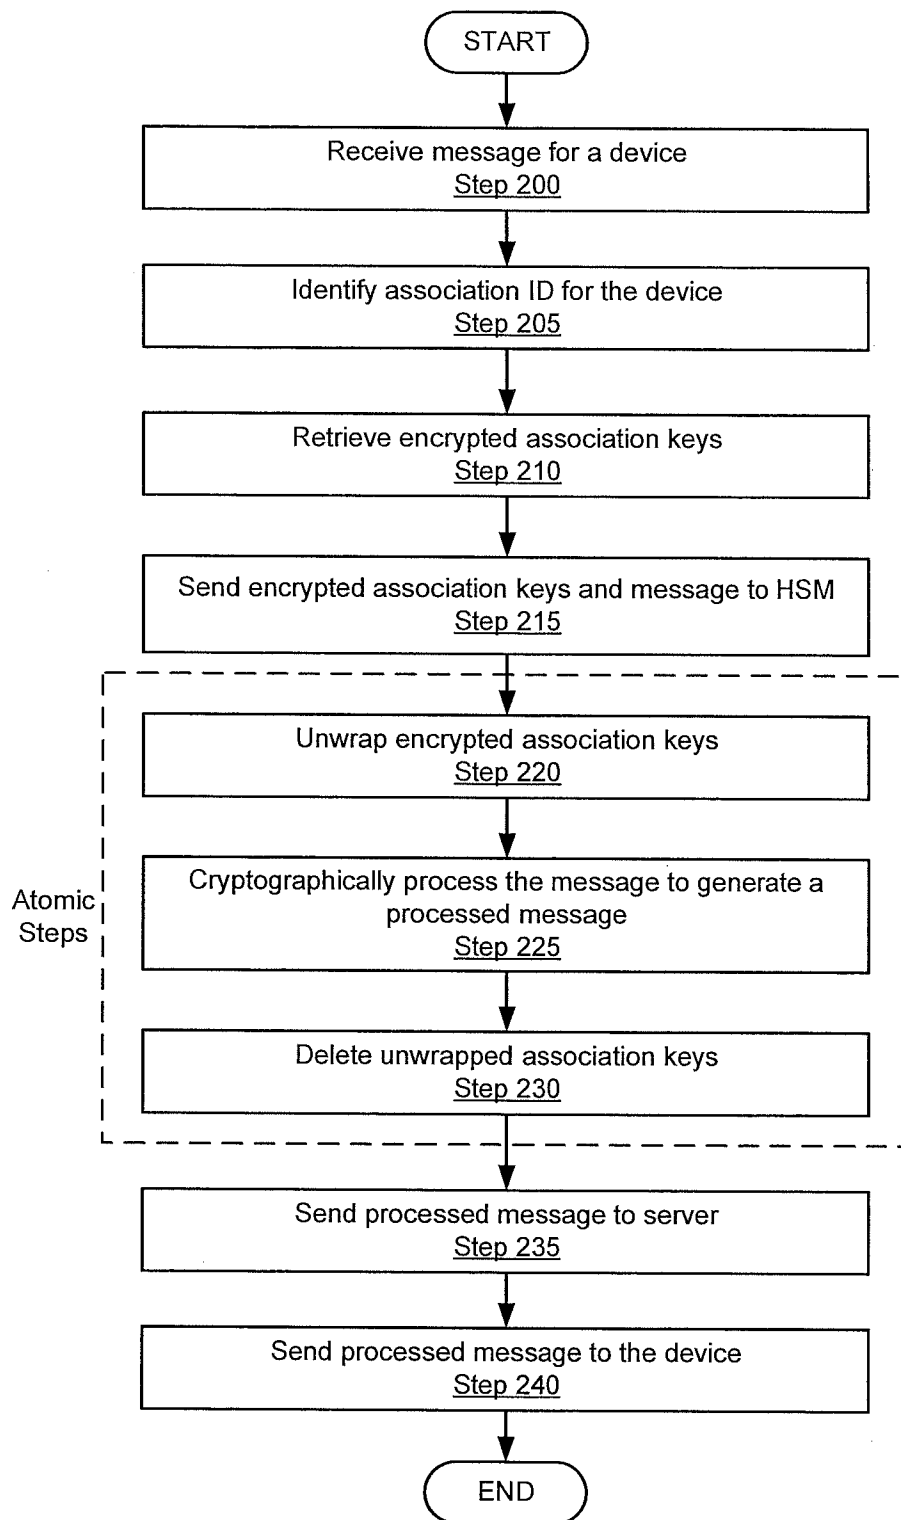 START
Receive message for a device
Step 200
Identify association ID for the device
Step 205
Retrieve encrypted association keys
Step 210
Send encrypted association keys and message to HSM
Step 215
Unwrap encrypted association keys
Step 220
Atomic
Steps
Cryptographically process the message to generate a
processed message
Step 225
Delete unwrapped association keys
Step 230
Send processed message to server
Step 235
Send processed message to the device
Step 240
END